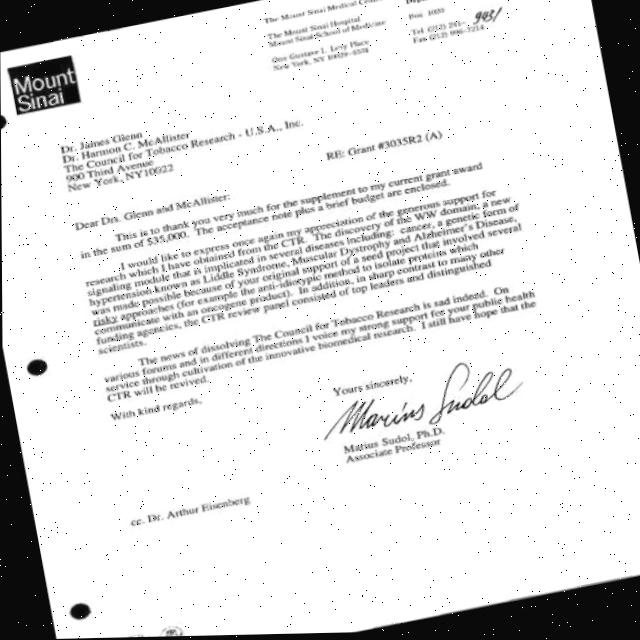 The Mount Sinai Medical
The Mount Sinai Hospital
Mount Sinai School of Medicine
One Gustave L. Levy Place
New York, NY
Box
Tel (212) 241-
Fax (212)
Mount
Sinai
Dr. James Glenn
Dr. Harmon C. McAllister
The Council for Tobacco Research - U.S.A., Inc.
900 Third Avenue
New York, NY10022
RE: Grant #3035R2 (A)
Dear Drs. Glenn and McAllister:
This is to thank you very much for the supplement to my current grant award
in the sum of $35,000. The acceptance note plus a brief budget are enclosed.
I would like to express once again my appreciation of the generous support for
research which I have obtained from the CTR. The discovery of the WW domain, a new
signaling module that is implicated in several diseases including: cancer, a genetic form of
hypertension known as Liddle Syndrome, Muscular Dystrophy and Alzheimer's Disease,
was made possible because of your original support of a seed project that involved several
risky approaches (for example the anti-idiotypic method to isolate proteins which
communicate with an oncogene product). In addition, in sharp contrast to many other
funding agencies, the CTR review panel consisted of top leaders and distinguished
scientists.
The news of dissolving The Council for Tobacco Research is sad indeed. On
various forums and in different directions I voice my strong support for your public health
service through cultivation of the innovative biomedical research. I still have hope that the
CTR will be revived.
With kind regards,
Yours sincerely,
Marius Sudol
Marius Sudol, Ph.D.
Associate Professor
cc. Dr. Arthur Eisenberg